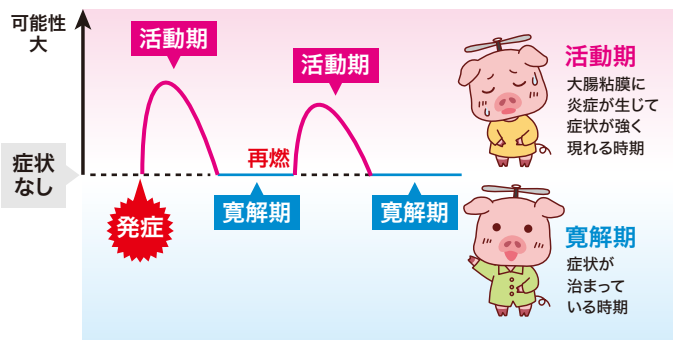 可能性
大
活動期
活動期
症状
なし
再燃
発症
寛解期
寛解期
活動期
大腸粘膜に
炎症が生じて
症状が強く
現れる時期
寛解期
症状が
治まって
いる時期